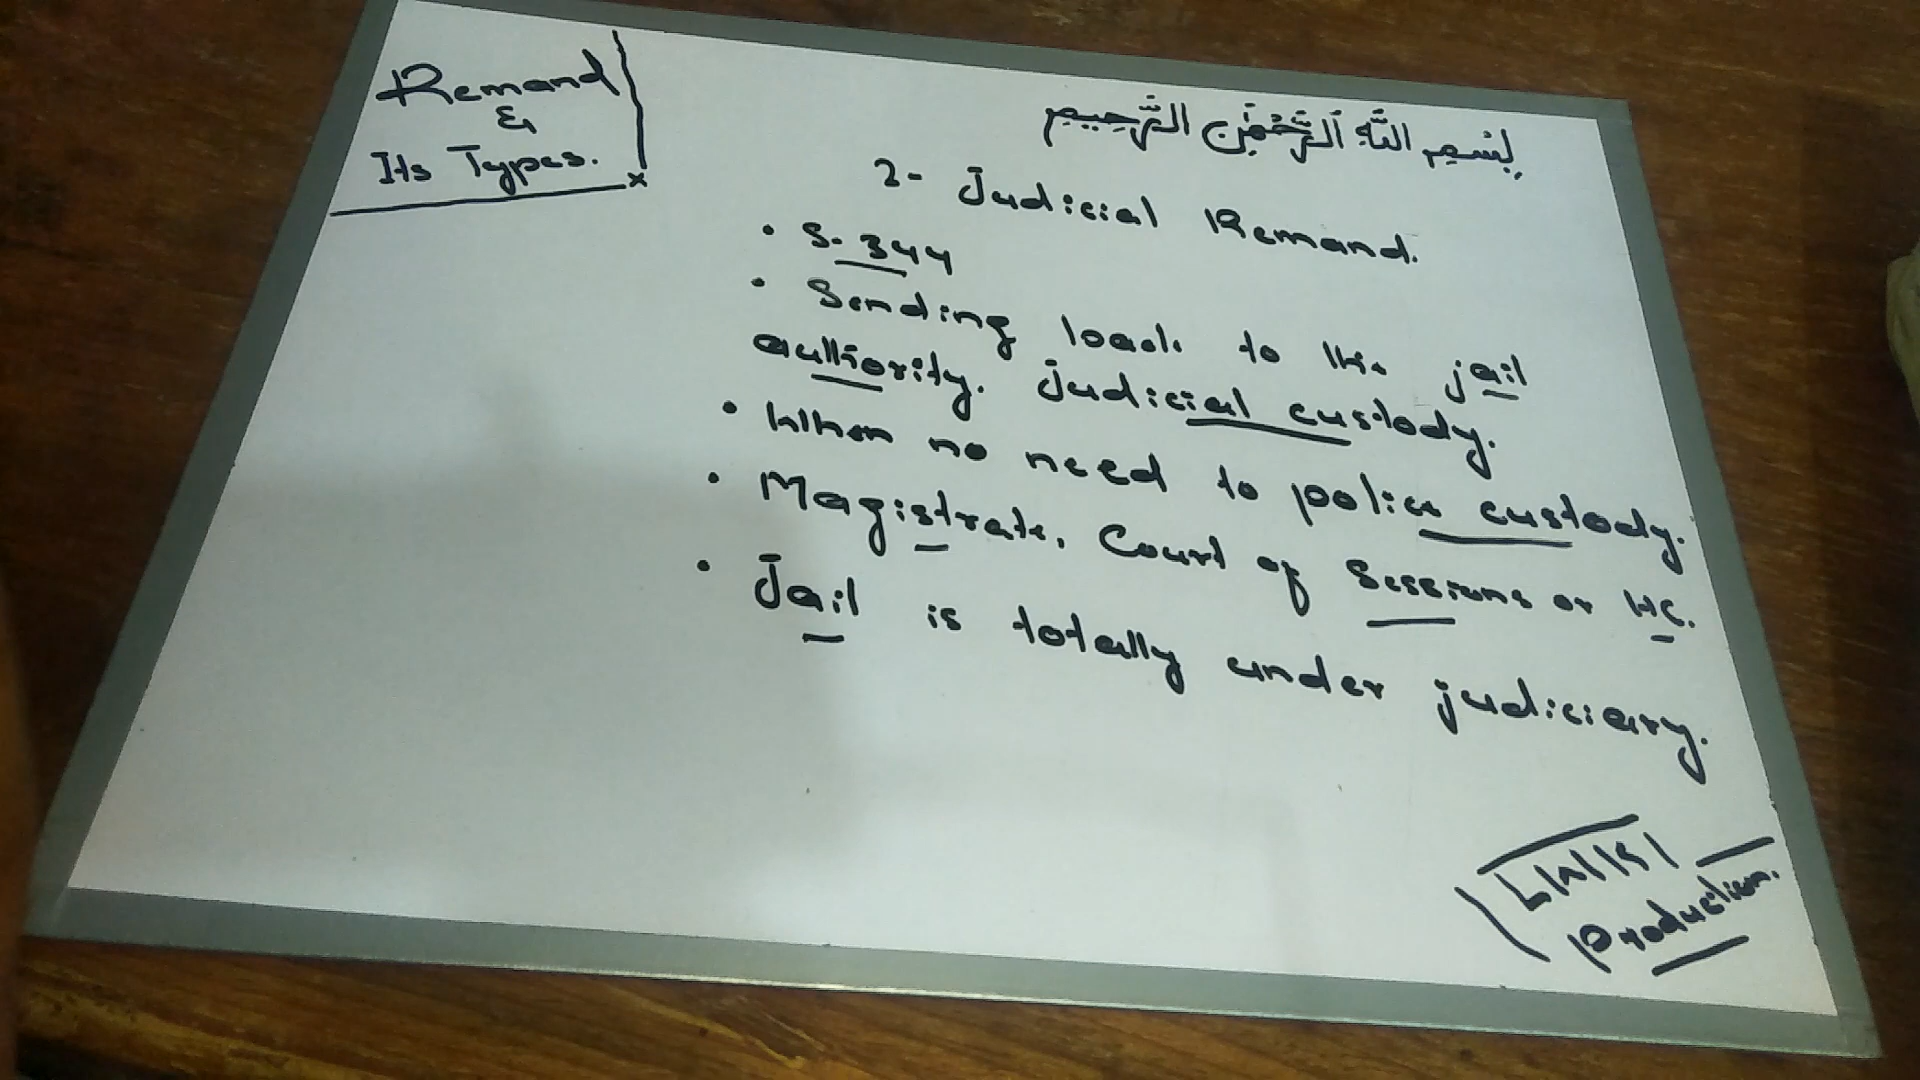 Remand
&
Its Types.
بِسْمِ اللَّهِ الرَّحْمَٰنِ الرَّحِيمِ
2- Judicial Remand.
• S. 344
• Sending back to the jail
authority. judicial custody.
• When no need to police custody.
• Magistrate, Court of Sessions or HC.
• Jail is totally under judiciary.
Production.